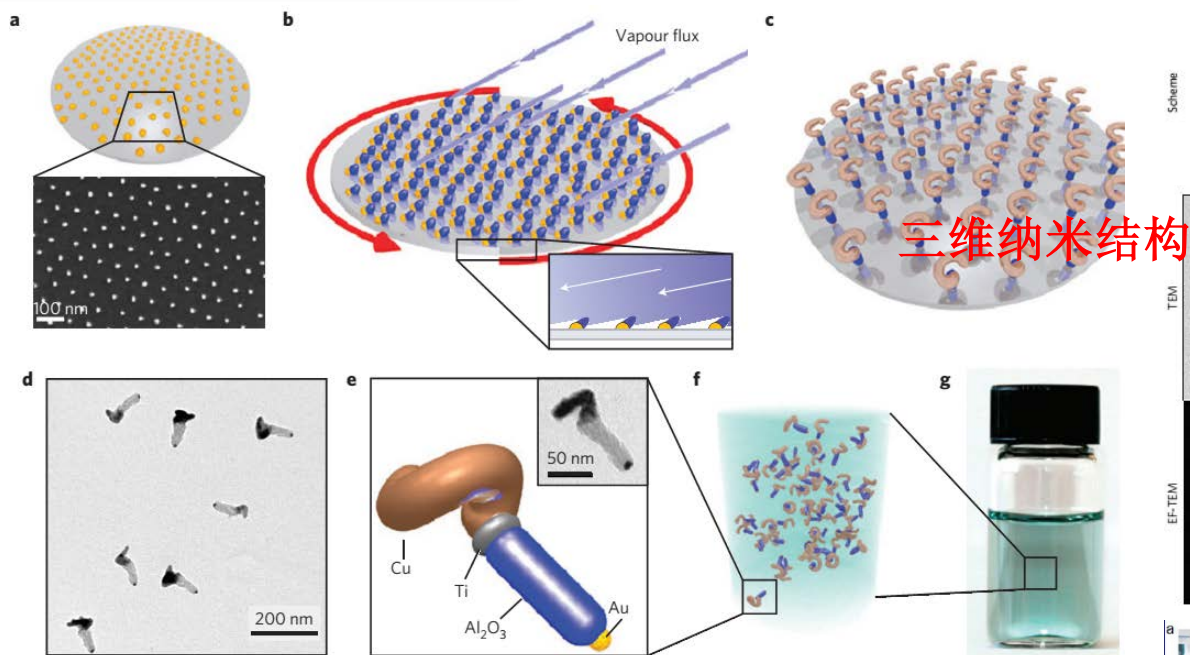 a
b
Vapour flux
c
Scheme
100 nm
三维纳米结构
TEM
d
200 nm
e
50 nm
Cu
Ti
Al₂O₃
Au
f
g
EF-TEM
a